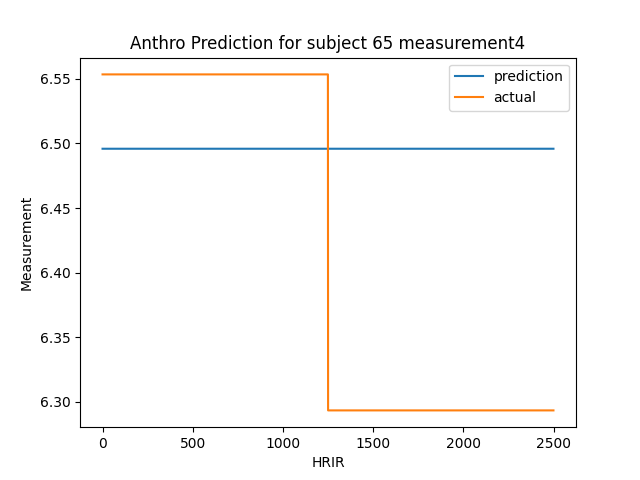 Anthro Prediction for subject 65 measurement4
prediction
actual
Measurement
6.55
6.50
6.45
6.40
6.35
6.30
0 500 1000 1500 2000 2500
HRIR